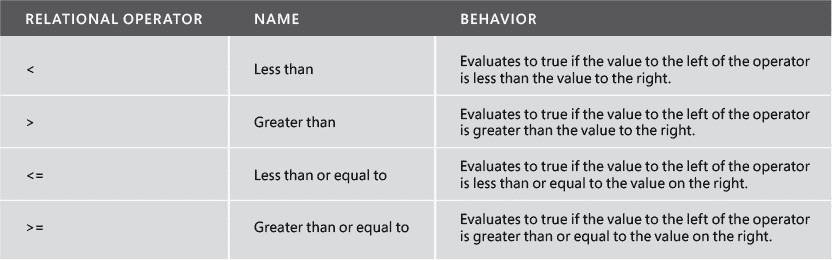 RELATIONAL OPERATOR NAME BEHAVIOR
< Less than Evaluates to true if the value to the left of the operator
is less than the value to the right.
> Greater than Evaluates to true if the value to the left of the operator
is greater than the value to the right.
<= Less than or equal to Evaluates to true if the value to the left of the operator
is less than or equal to the value on the right.
>= Greater than or equal to Evaluates to true if the value to the left of the operator
is greater than or equal to the value on the right.